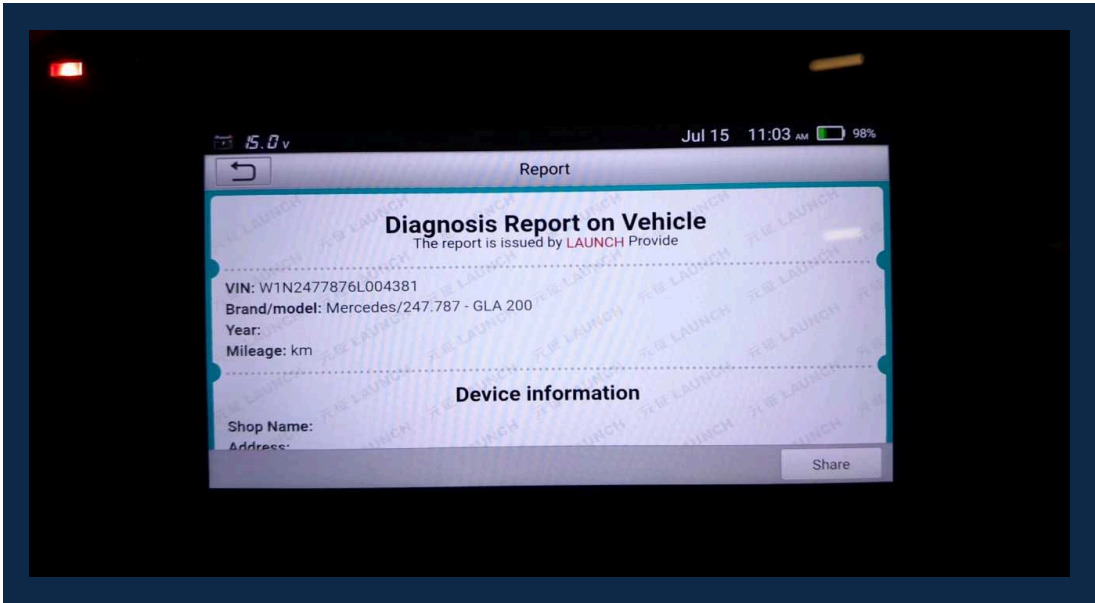 15.0 v
Jul 15 11:03 AM 98%
Report
Diagnosis Report on Vehicle
The report is issued by LAUNCH Provide
VIN: W1N2477876L004381
Brand/model: Mercedes/247.787 - GLA 200
Year:
Mileage: km
Device information
Shop Name:
Address:
Share